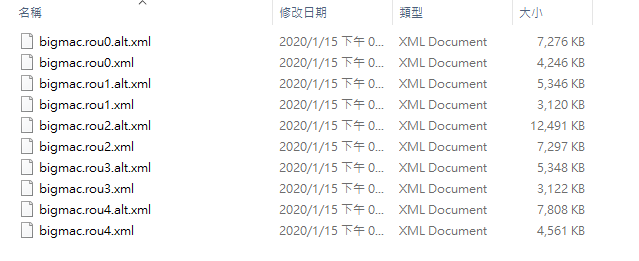 名稱 修改日期 類型 大小
bigmac.rou0.alt.xml 2020/1/15 下午 0... XML Document 7,276 KB
bigmac.rou0.xml 2020/1/15 下午 0... XML Document 4,246 KB
bigmac.rou1.alt.xml 2020/1/15 下午 0... XML Document 5,346 KB
bigmac.rou1.xml 2020/1/15 下午 0... XML Document 3,120 KB
bigmac.rou2.alt.xml 2020/1/15 下午 0... XML Document 12,491 KB
bigmac.rou2.xml 2020/1/15 下午 0... XML Document 7,297 KB
bigmac.rou3.alt.xml 2020/1/15 下午 0... XML Document 5,348 KB
bigmac.rou3.xml 2020/1/15 下午 0... XML Document 3,122 KB
bigmac.rou4.alt.xml 2020/1/15 下午 0... XML Document 7,808 KB
bigmac.rou4.xml 2020/1/15 下午 0... XML Document 4,561 KB